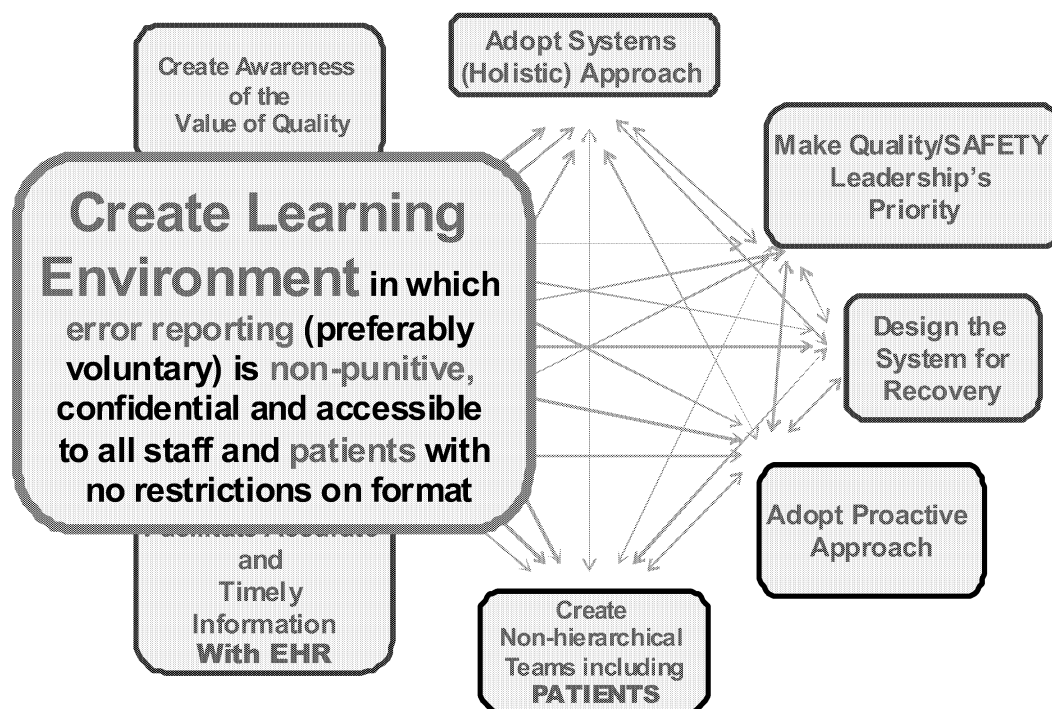 Create Awareness
of the
Value of Quality
Adopt Systems
(Holistic) Approach
Make Quality/SAFETY
Leadership's
Priority
Create Learning
Environment in which
error reporting (preferably
voluntary) is non-punitive,
confidential and accessible
to all staff and patients with
no restrictions on format
Design the
System for
Recovery
Adopt Proactive
Approach
Facilitate Accurate
and
Timely
Information
With EHR
Create
Non-hierarchical
Teams including
PATIENTS